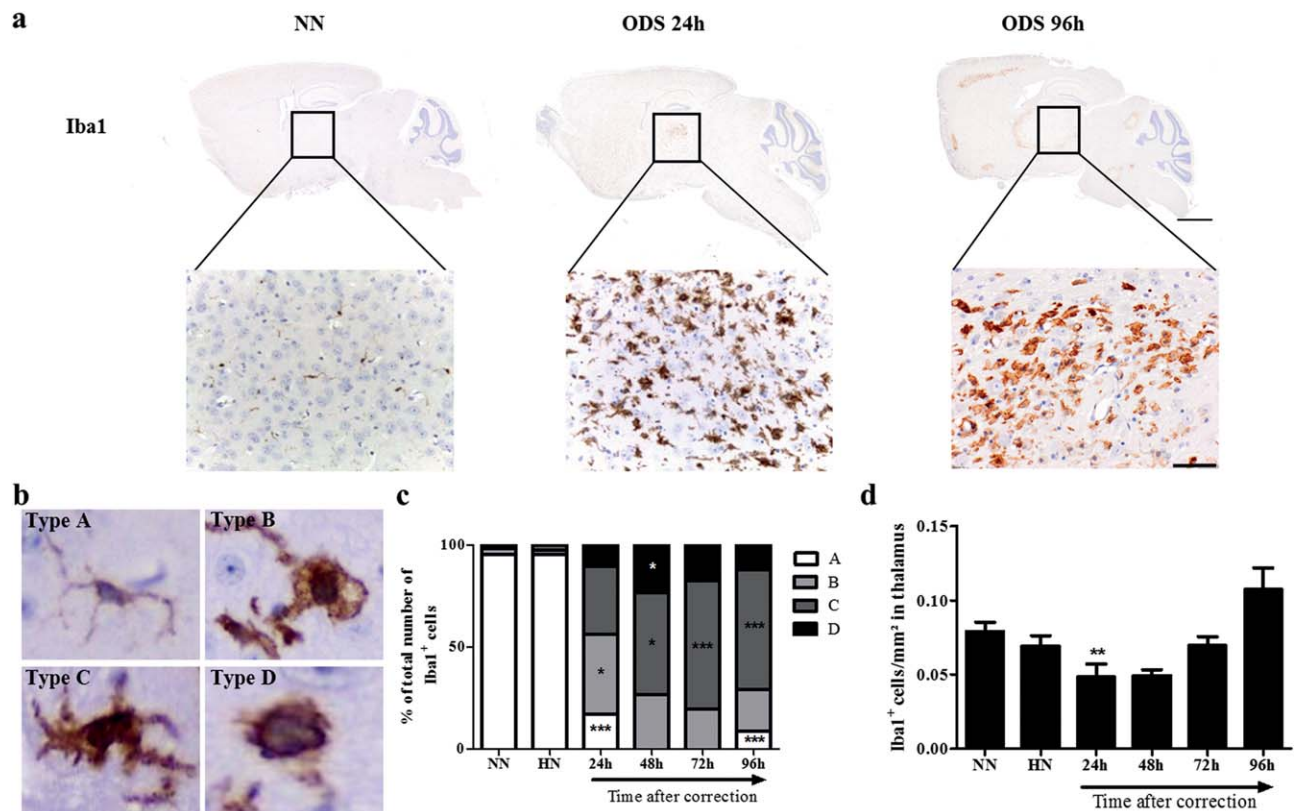 a
NN
ODS 24h
ODS 96h
Iba1
b
Type A
Type B
Type C
Type D
c
% of total number of
Iba1⁺ cells
100
50
0
*
***
*
*
***
***
***
A
B
C
D
NN
HN
24h
48h
72h
96h
Time after correction
d
Iba1⁺ cells/mm² in thalamus
0.15
0.10
0.05
0.00
**
NN
HN
24h
48h
72h
96h
Time after correction